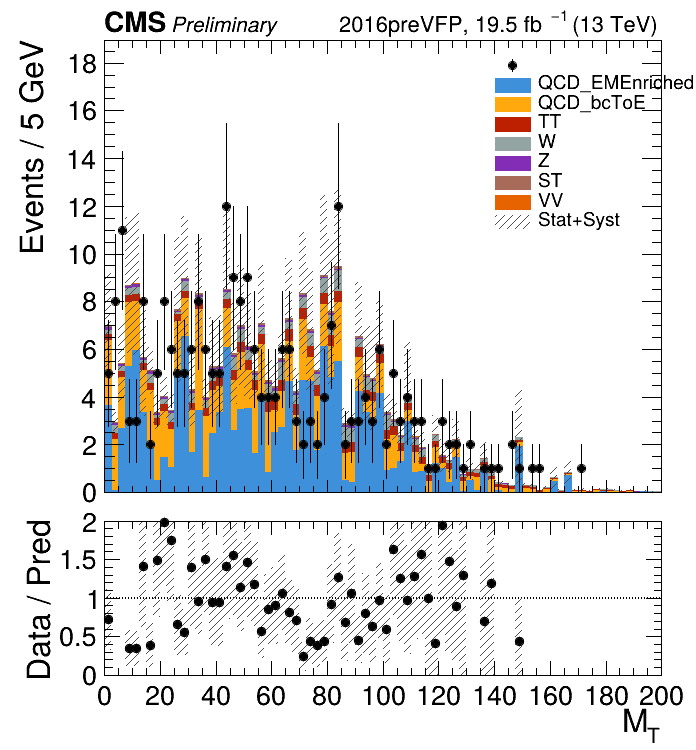 CMS Preliminary 2016preVFP, 19.5 fb⁻¹ (13 TeV)
Events / 5 GeV
18
16
14
12
10
8
6
4
2
0
QCD_EMEnriched
QCD_bcToE
TT
W
Z
ST
VV
Stat+Syst
Data / Pred
2
1.5
1
0.5
0
0 20 40 60 80 100 120 140 160 180 200
M_T